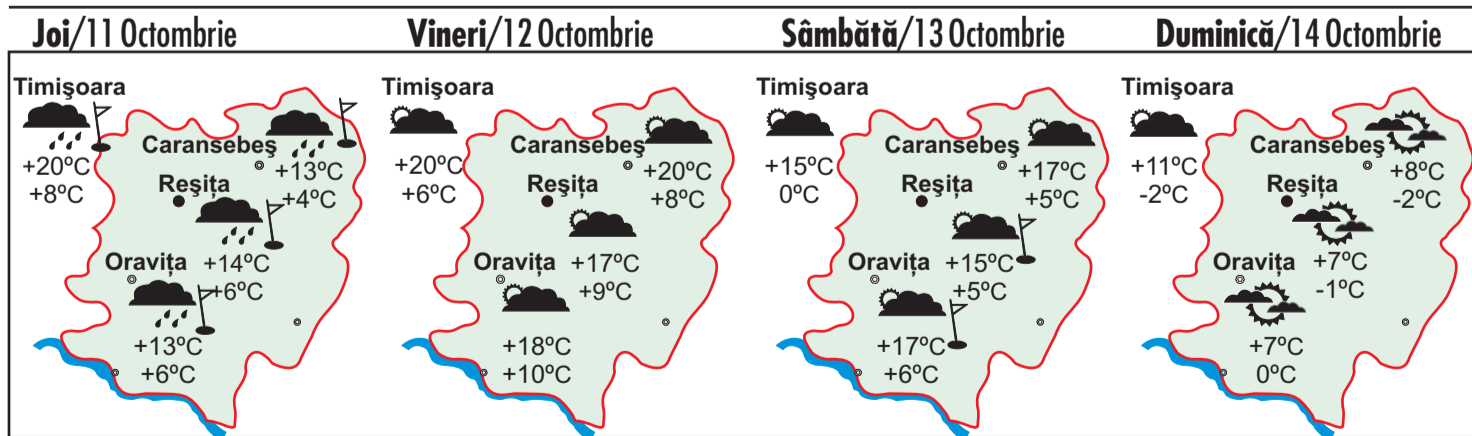 Joi/11 Octombrie
Timişoara
+20ºC
+8ºC
Caransebeş
+13ºC
+4ºC
Reşiţa
+14ºC
+6ºC
Oraviţa
+13ºC
+6ºC
Vineri/12 Octombrie
Timişoara
+20ºC
+6ºC
Caransebeş
+20ºC
+8ºC
Reşiţa
+17ºC
+9ºC
Oraviţa
+18ºC
+10ºC
Sâmbătă/13 Octombrie
Timişoara
+15ºC
0ºC
Caransebeş
+17ºC
+5ºC
Reşiţa
+15ºC
+5ºC
Oraviţa
+17ºC
+6ºC
Duminică/14 Octombrie
Timişoara
+11ºC
-2ºC
Caransebeş
+8ºC
-2ºC
Reşiţa
+7ºC
-1ºC
Oraviţa
+7ºC
0ºC